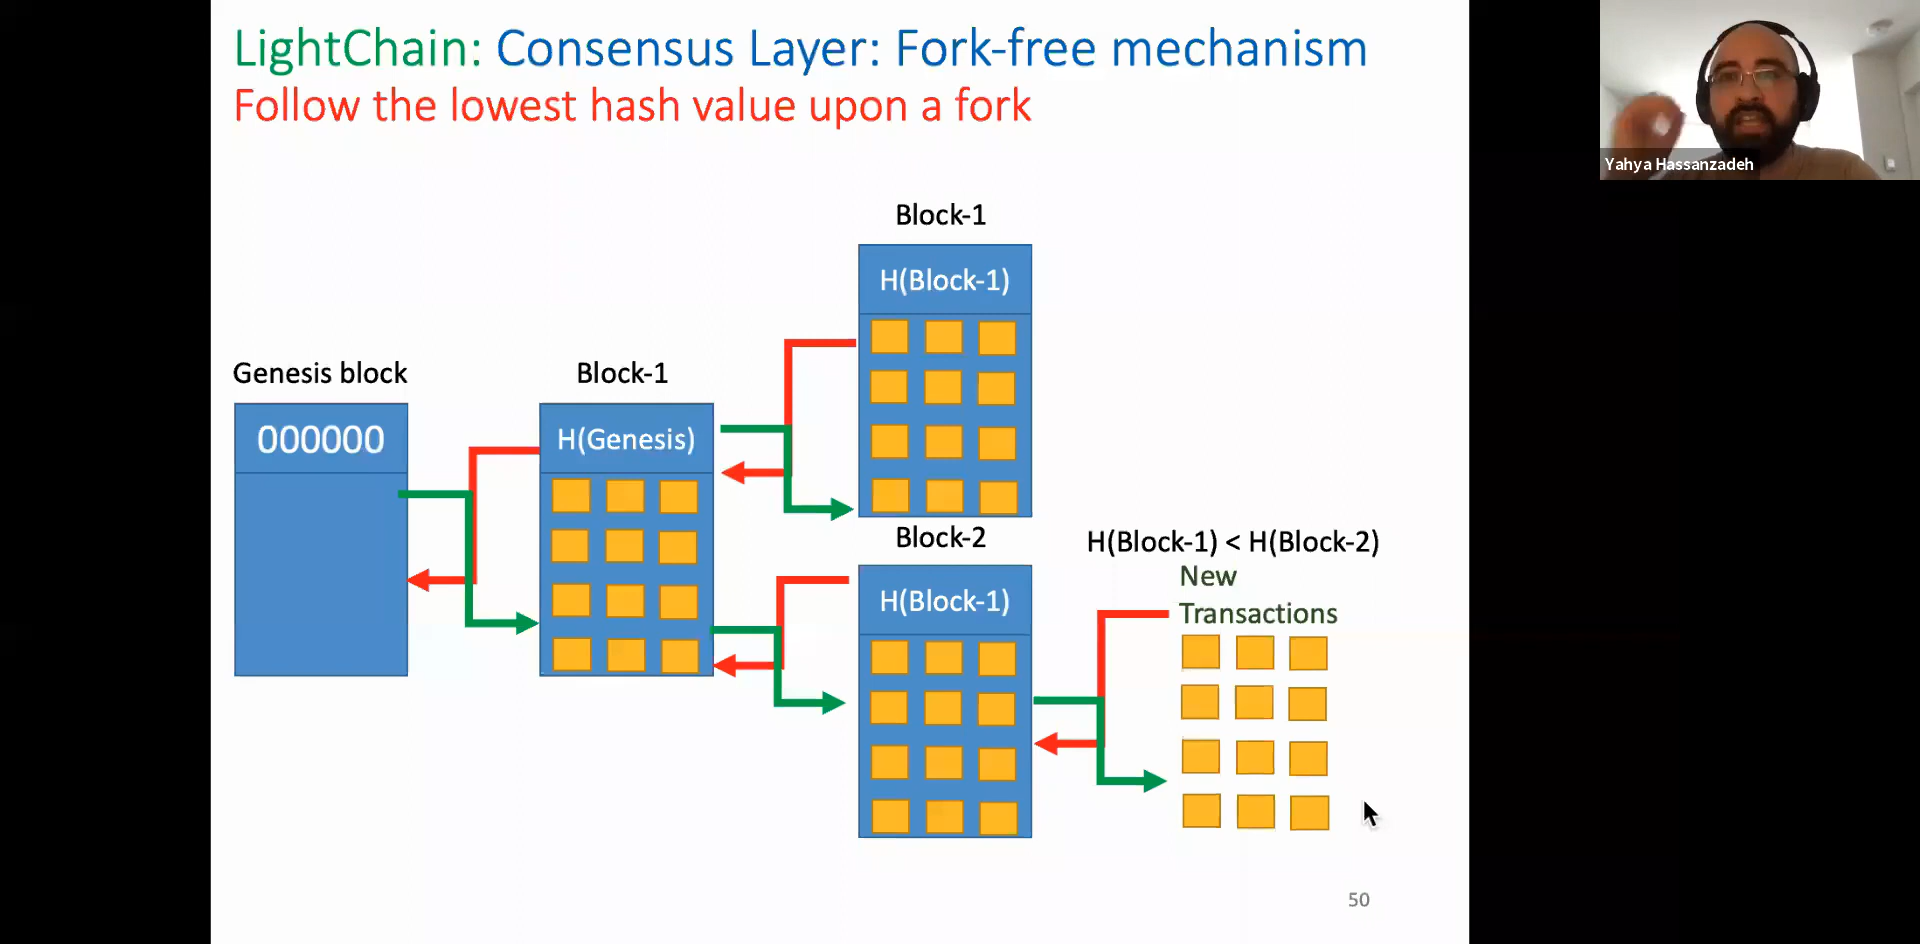 LightChain: Consensus Layer: Fork-free mechanism
Follow the lowest hash value upon a fork
Yahya Hassanzadeh
Block-1
H(Block-1)
Genesis block
000000
Block-1
H(Genesis)
Block-2
H(Block-1)
H(Block-1) < H(Block-2)
New
Transactions
50